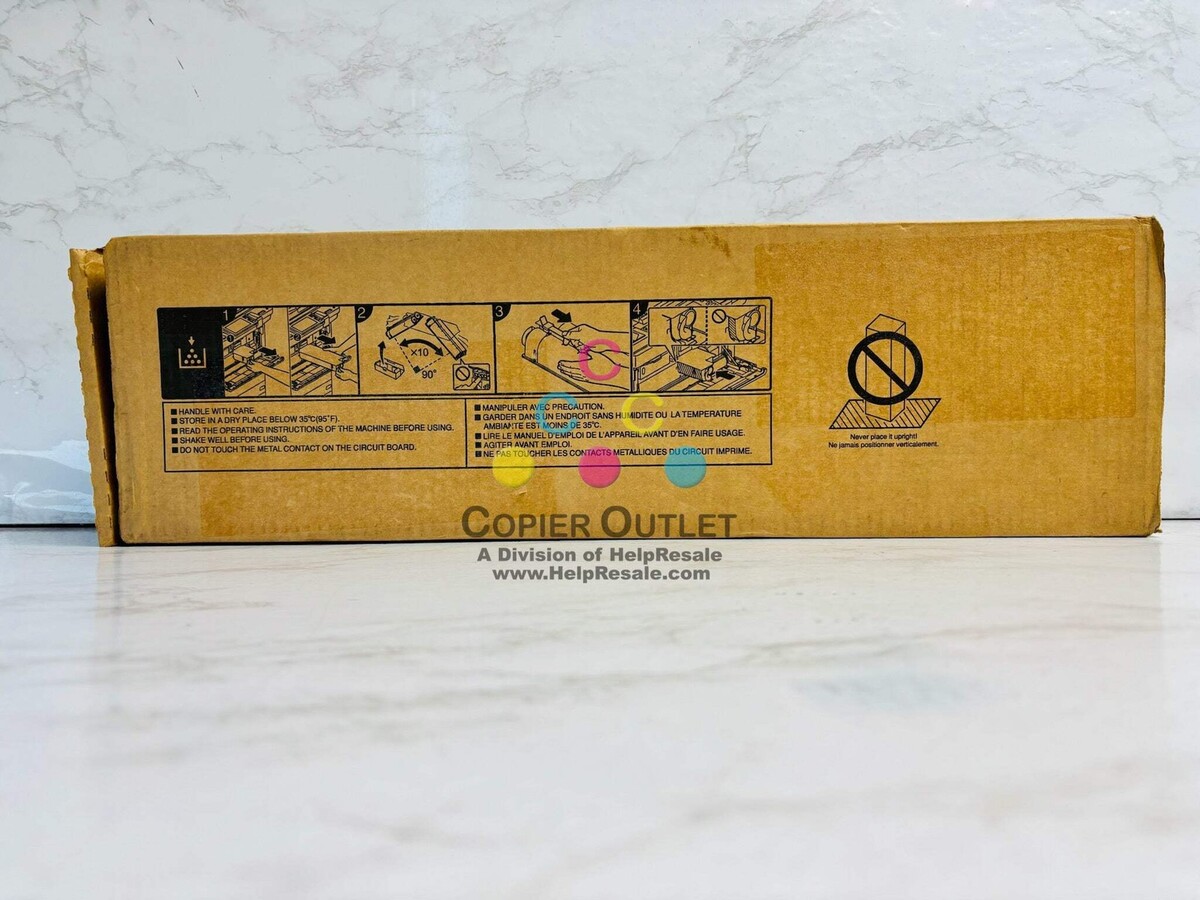 1
2
3
4
×10
90°
■ HANDLE WITH CARE.
■ STORE IN A DRY PLACE BELOW 35°C(95°F).
■ READ THE OPERATING INSTRUCTIONS OF THE MACHINE BEFORE USING.
■ SHAKE WELL BEFORE USING.
■ DO NOT TOUCH THE METAL CONTACT ON THE CIRCUIT BOARD.
■ MANIPULER AVEC PRECAUTION.
■ GARDER DANS UN ENDROIT SANS HUMIDITE OU LA TEMPERATURE
AMBIANTE EST MOINS DE 35°C.
■ LIRE LE MANUEL D'EMPLOI DE L'APPAREIL AVANT D'EN FAIRE USAGE.
■ AGITER AVANT EMPLOI.
■ NE PAS TOUCHER LES CONTACTS METALLIQUES DU CIRCUIT IMPRIME.
Never place it upright!
Ne jamais positionner verticalement.
C
C C
COPIER OUTLET
A Division of HelpResale
www.HelpResale.com